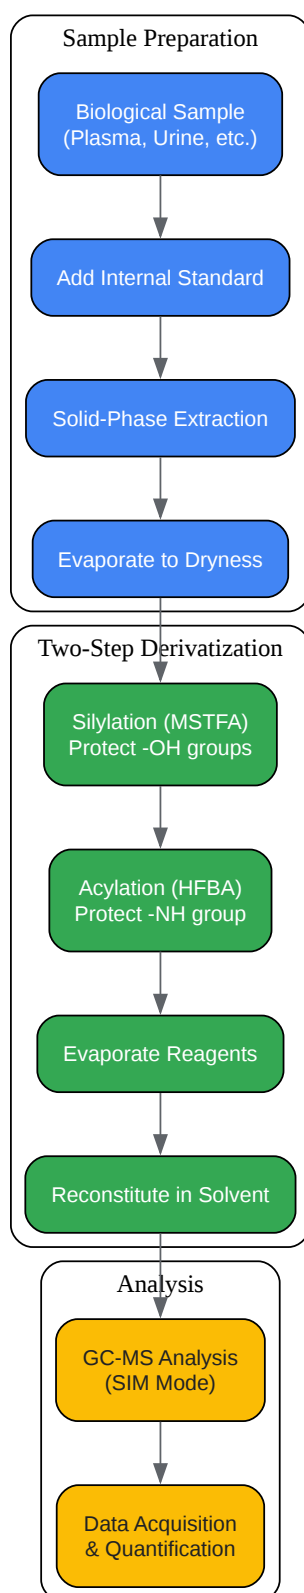 Sample Preparation
Biological Sample
(Plasma, Urine, etc.)
Add Internal Standard
Solid-Phase Extraction
Evaporate to Dryness
Two-Step Derivatization
Silylation (MSTFA)
Protect -OH groups
Acylation (HFBA)
Protect -NH group
Evaporate Reagents
Reconstitute in Solvent
Analysis
GC-MS Analysis
(SIM Mode)
Data Acquisition
& Quantification